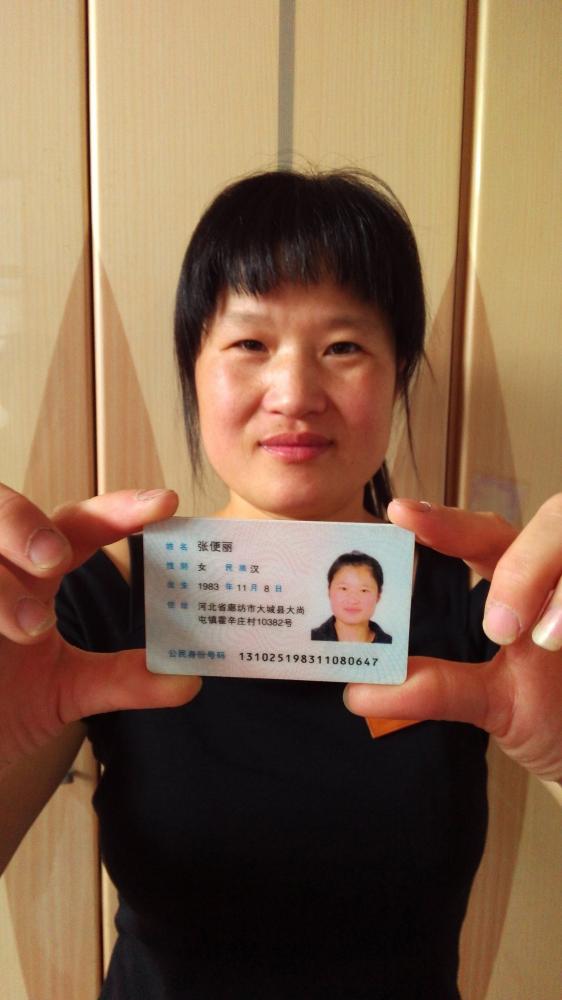 姓名 张便丽
性别 女 民族 汉
出生 1983 年 11 月 8 日
住址 河北省廊坊市大城县大尚
屯镇霍辛庄村10382号
公民身份号码 131025198311080647